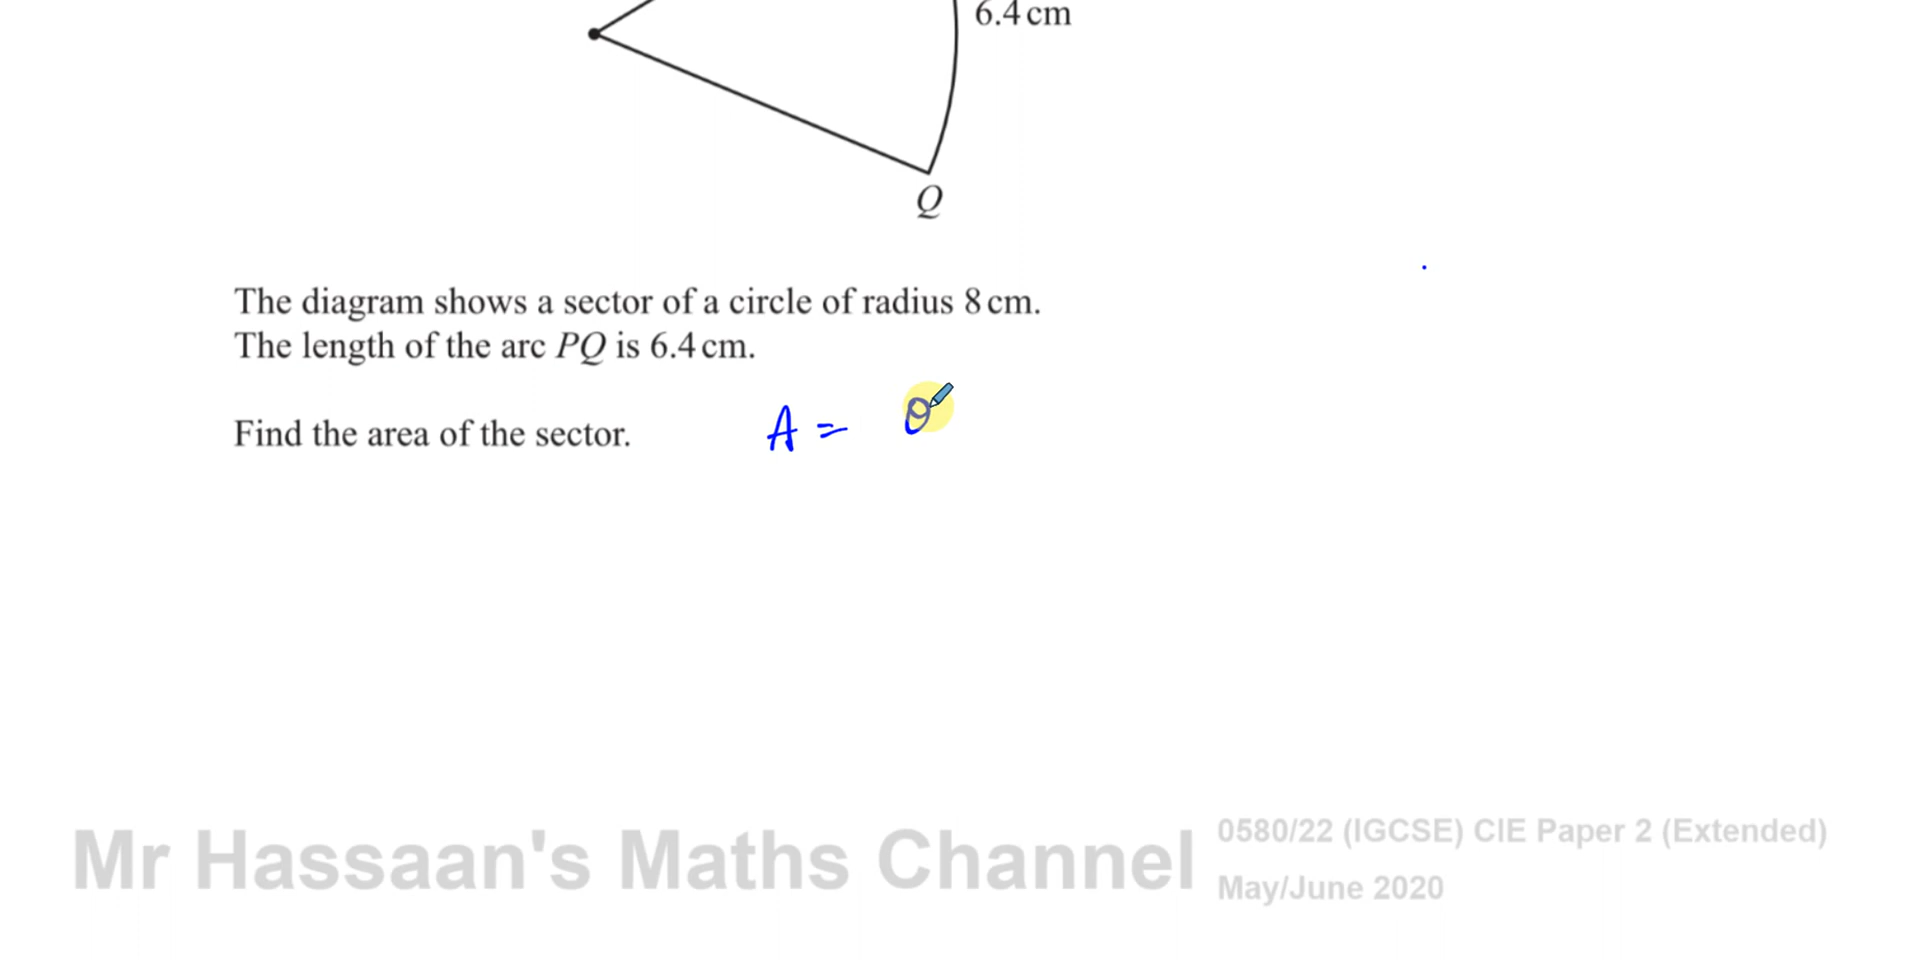 6.4 cm
Q
The diagram shows a sector of a circle of radius 8 cm.
The length of the arc PQ is 6.4 cm.
Find the area of the sector.
A = θ
Mr Hassaan's Maths Channel
0580/22 (IGCSE) CIE Paper 2 (Extended)
May/June 2020